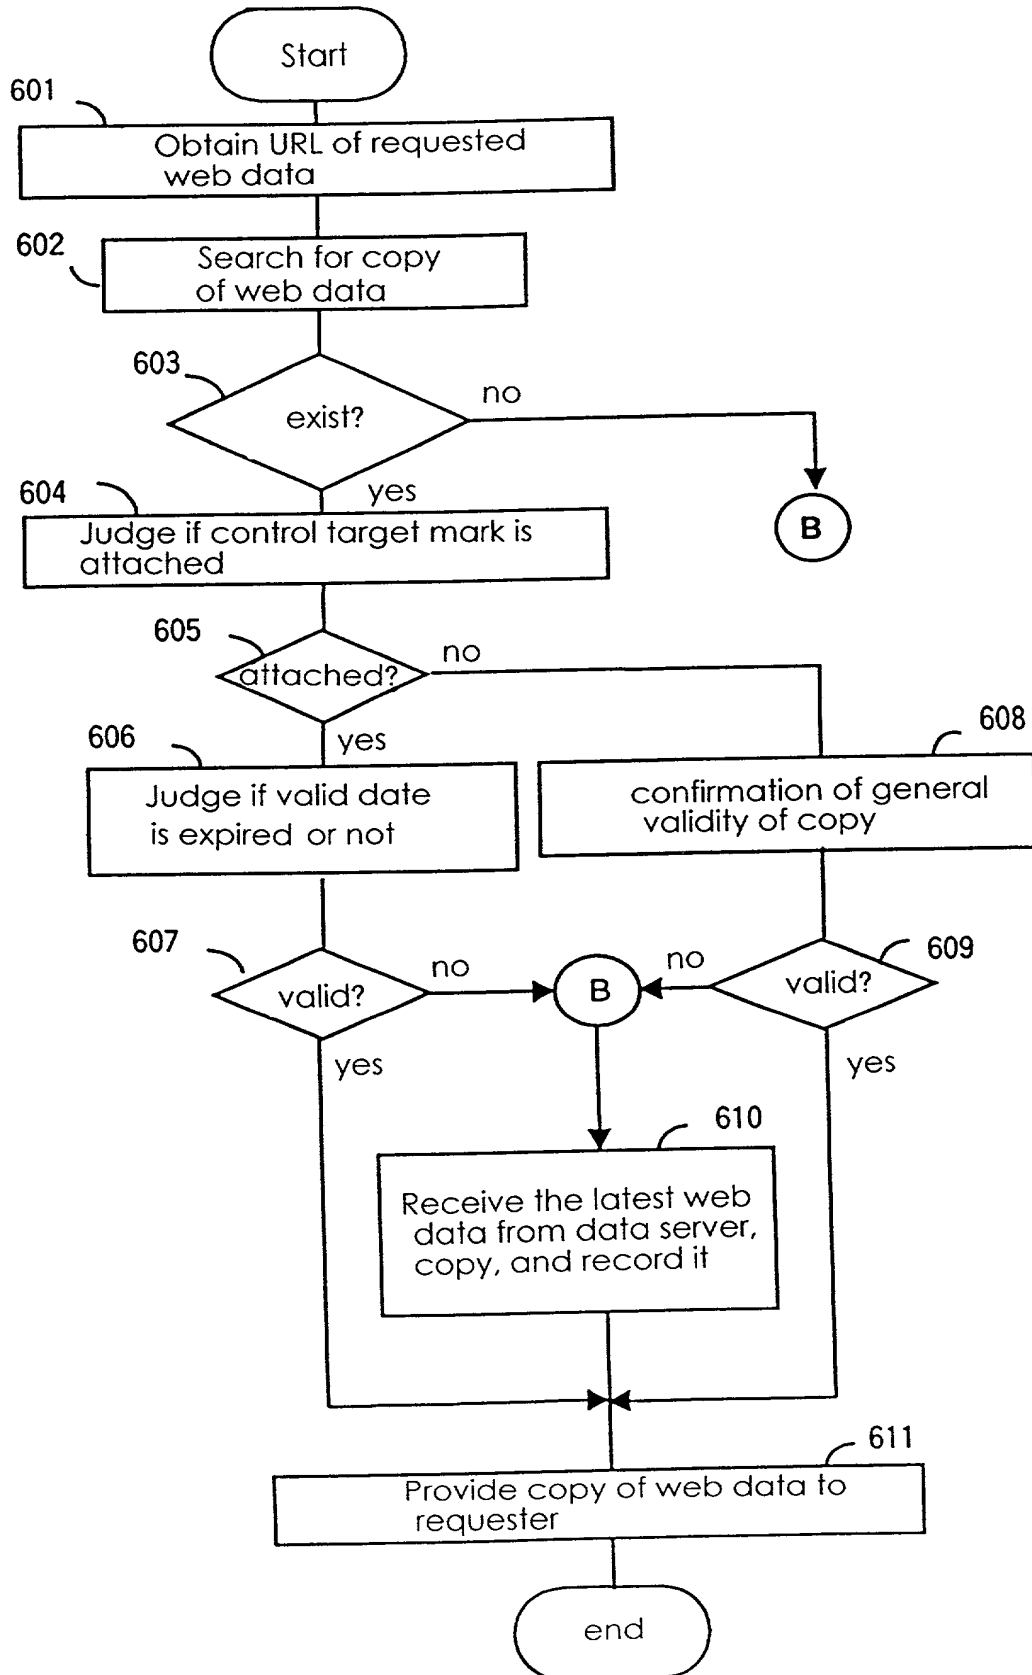 Start
601
Obtain URL of requested
web data
602
Search for copy
of web data
603
exist?
no
yes
B
604
Judge if control target mark is
attached
605
attached?
no
yes
606
Judge if valid date
is expired or not
608
confirmation of general
validity of copy
607
valid?
no
B
no
609
valid?
yes
yes
610
Receive the latest web
data from data server,
copy, and record it
611
Provide copy of web data to
requester
end